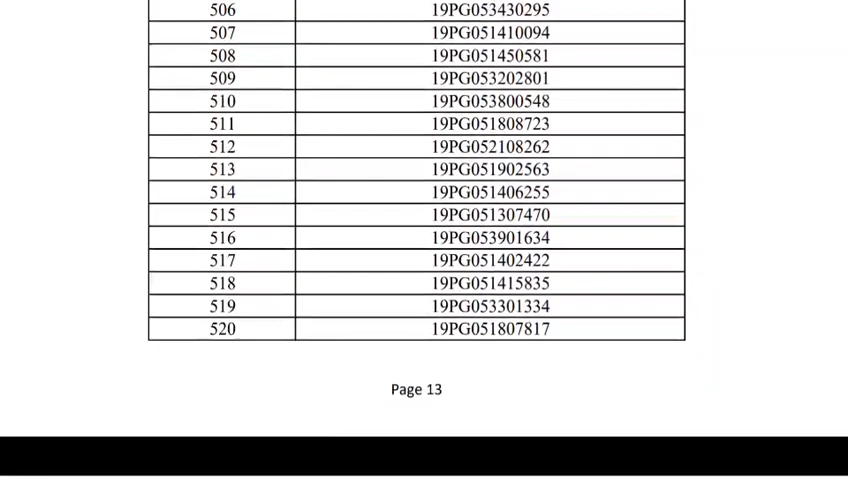 506 19PG053430295
507 19PG051410094
508 19PG051450581
509 19PG053202801
510 19PG053800548
511 19PG051808723
512 19PG052108262
513 19PG051902563
514 19PG051406255
515 19PG051307470
516 19PG053901634
517 19PG051402422
518 19PG051415835
519 19PG053301334
520 19PG051807817
Page 13